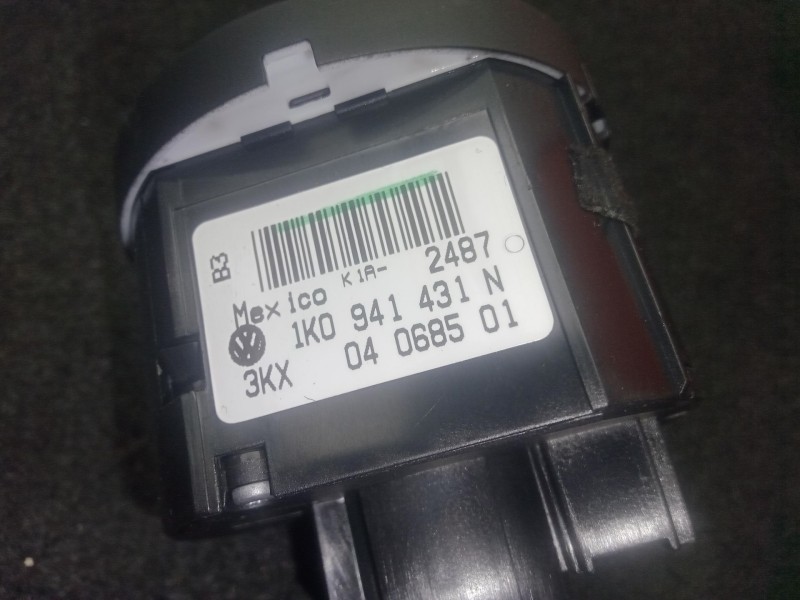 B3
K1A- 2487
Mexico
1K0 941 431 N
3KX 04 0685 01